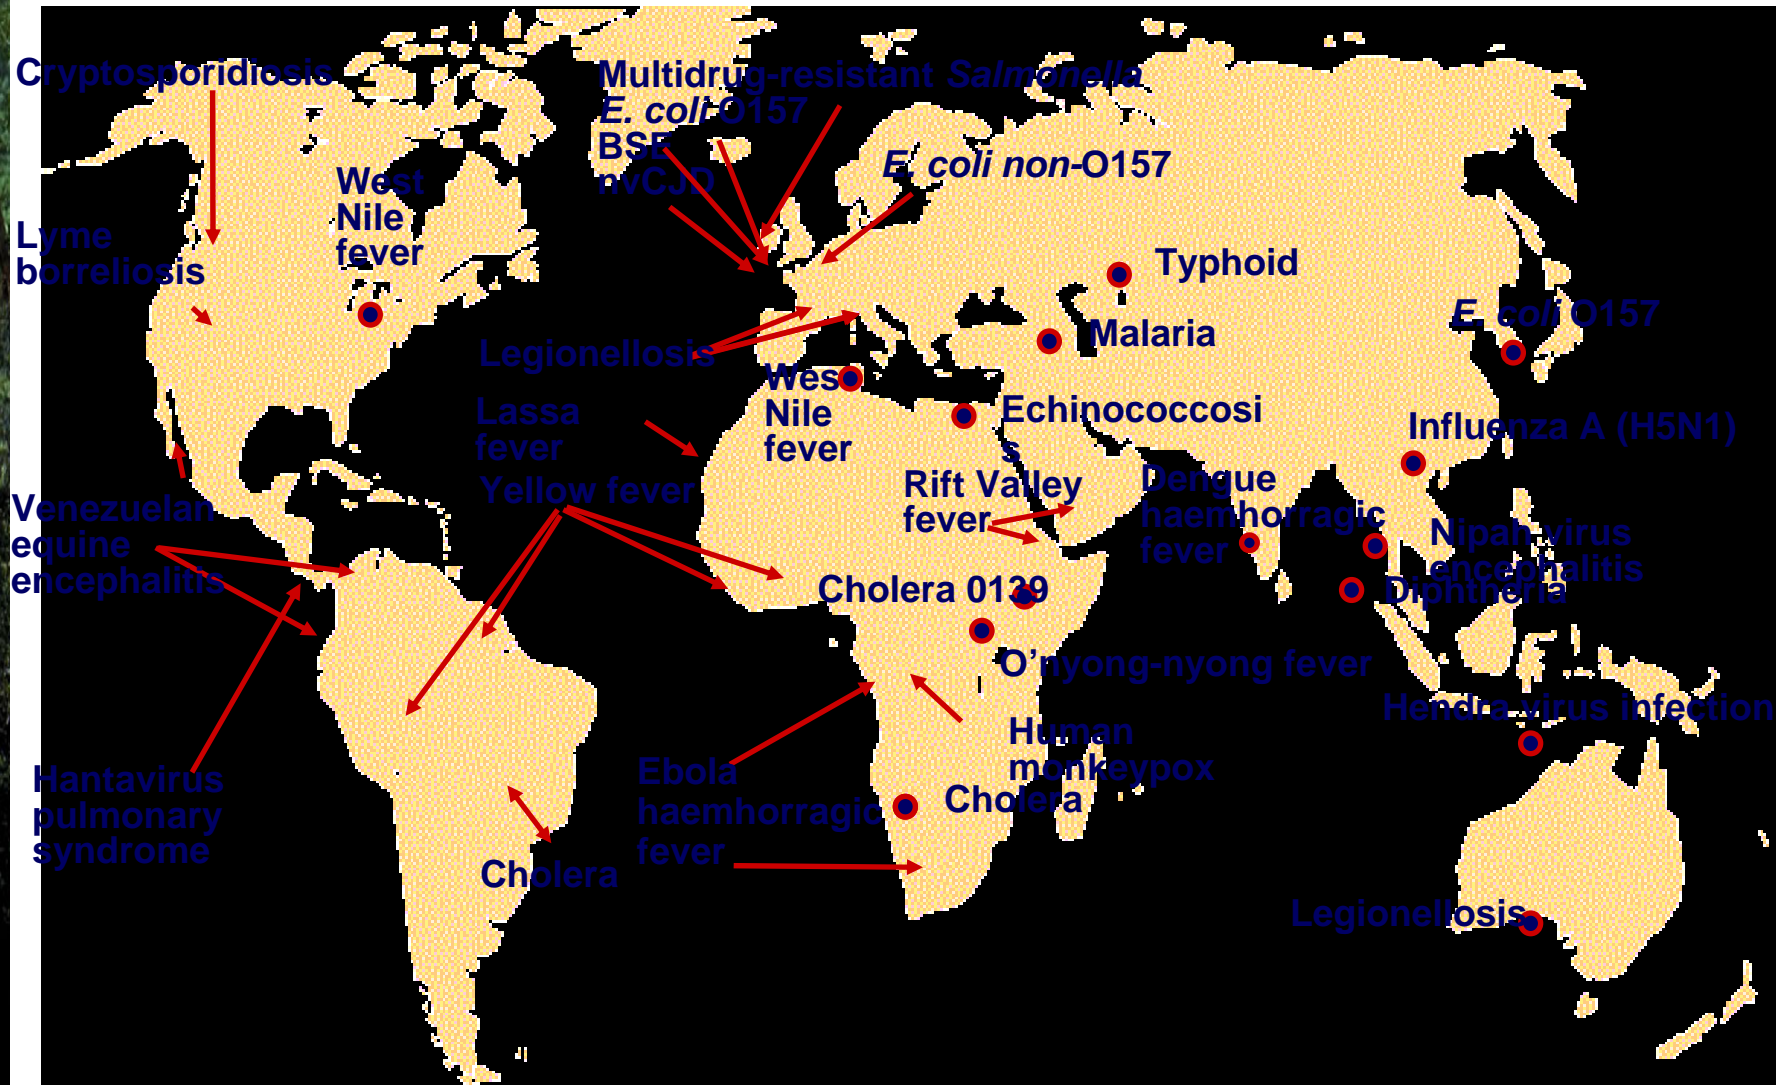 Cryptosporidiosis
Multidrug-resistant Salmonella
E. coli O157
BSE
nvCJD
E. coli non-O157
West
Nile
fever
Lyme
borreliosis
Typhoid
E. coli O157
Malaria
Legionellosis
Wes
Nile
fever
Lassa
fever
Echinococcosi
s
Influenza A (H5N1)
Yellow fever
Rift Valley
fever
Dengue
haemhorragic
fever
Venezuelan
equine
encephalitis
Nipah virus
encephalitis
Diphtheria
Cholera 0139
O'nyong-nyong fever
Hendra virus infection
Human
monkeypox
Hantavirus
pulmonary
syndrome
Ebola
haemhorragic
fever
Cholera
Cholera
Legionellosis